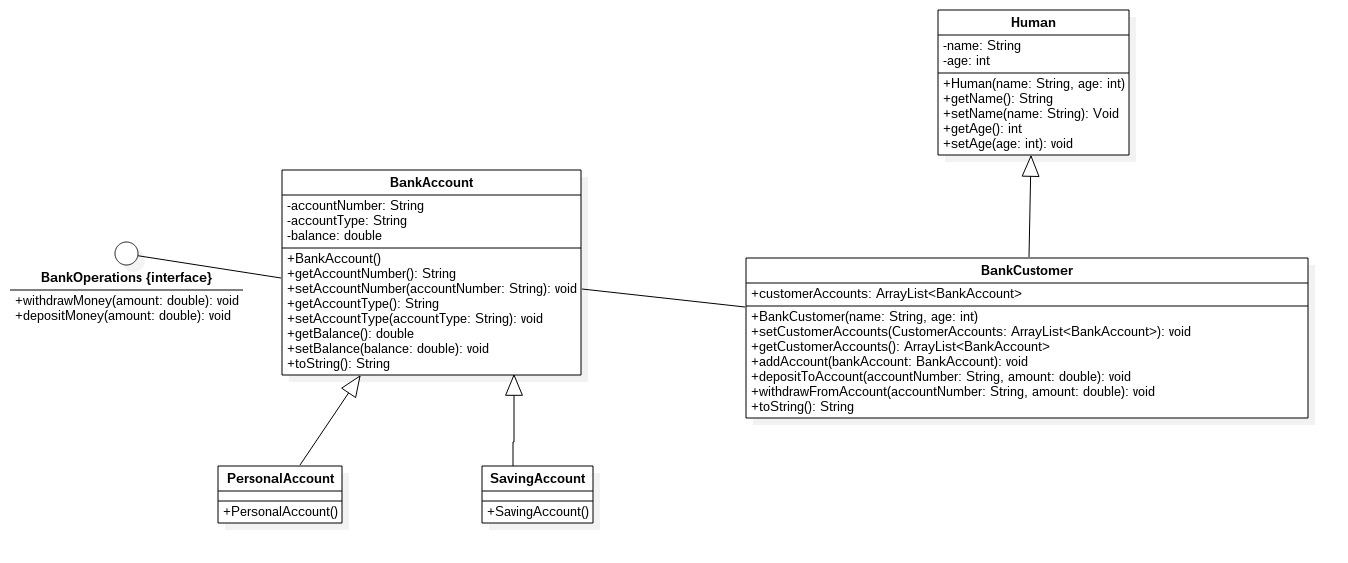 Human
-name: String
-age: int
+Human(name: String, age: int)
+getName(): String
+setName(name: String): Void
+getAge(): int
+setAge(age: int): void
BankAccount
-accountNumber: String
-accountType: String
-balance: double
+BankAccount()
+getAccountNumber(): String
+setAccountNumber(accountNumber: String): void
+getAccountType(): String
+setAccountType(accountType: String): void
+getBalance(): double
+setBalance(balance: double): void
+toString(): String
BankOperations {interface}
+withdrawMoney(amount: double): void
+depositMoney(amount: double): void
BankCustomer
+customerAccounts: ArrayList<BankAccount>
+BankCustomer(name: String, age: int)
+setCustomerAccounts(CustomerAccounts: ArrayList<BankAccount>): void
+getCustomerAccounts(): ArrayList<BankAccount>
+addAccount(bankAccount: BankAccount): void
+depositToAccount(accountNumber: String, amount: double): void
+withdrawFromAccount(accountNumber: String, amount: double): void
+toString(): String
PersonalAccount
+PersonalAccount()
SavingAccount
+SavingAccount()